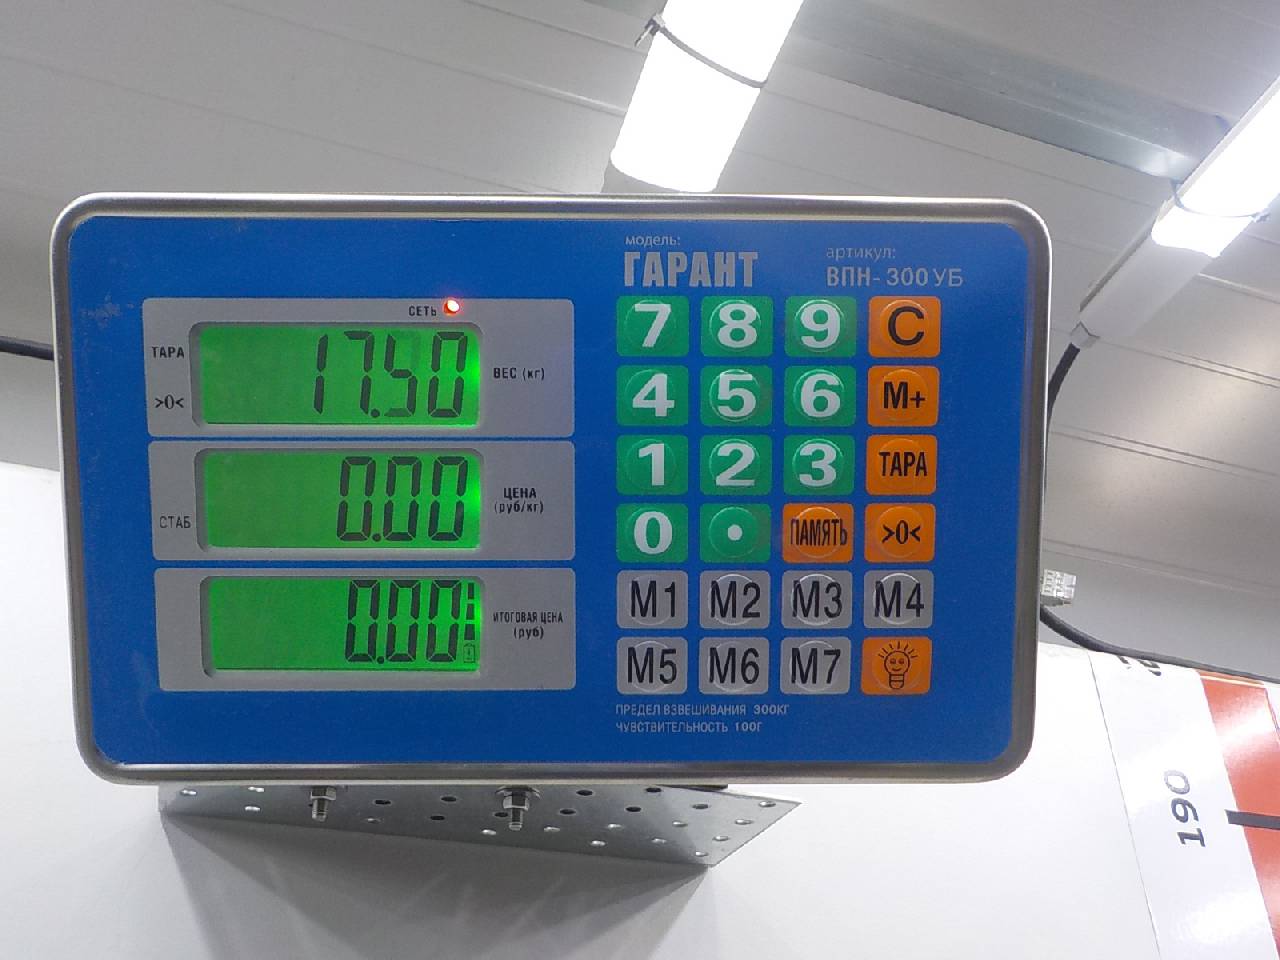 модель:
ГАРАНТ
артикул:
ВПН-300УБ
СЕТЬ
ТАРА
>0<
17.50
ВЕС (кг)
СТАБ
0.00
ЦЕНА
(руб/кг)
0.00
ИТОГОВАЯ ЦЕНА
(руб)
7 8 9 C
4 5 6 M+
1 2 3 ТАРА
0 . ПАМЯТЬ >0<
M1 M2 M3 M4
M5 M6 M7
ПРЕДЕЛ ВЗВЕШИВАНИЯ 300КГ
ЧУВСТВИТЕЛЬНОСТЬ 100Г
190